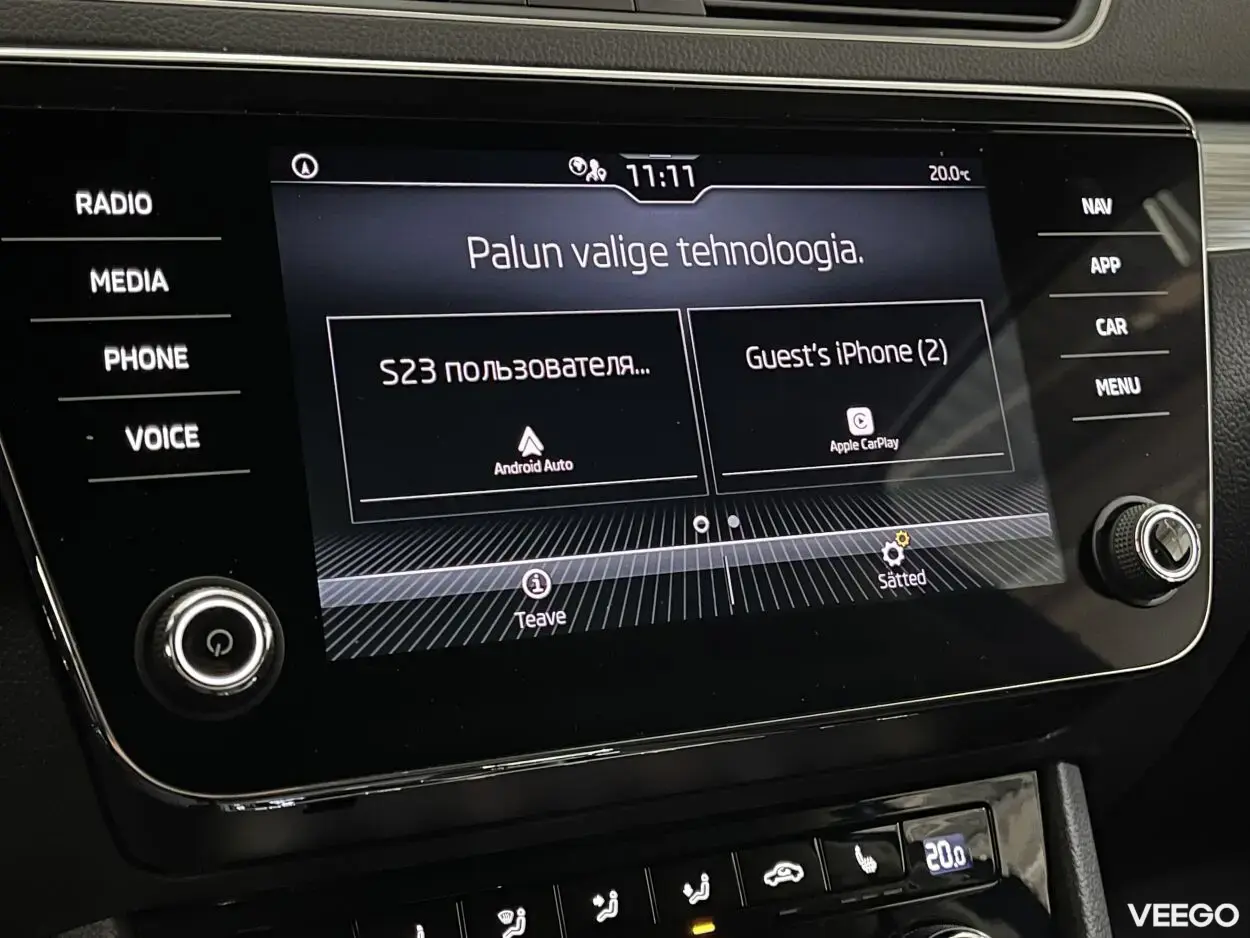 RADIO
MEDIA
PHONE
VOICE
11:11
20.0°C
Palun valige tehnoloogia.
S23 пользователя...
Android Auto
Guest's iPhone (2)
Apple CarPlay
Teave
Sätted
NAV
APP
CAR
MENU
20.0
VEEGO